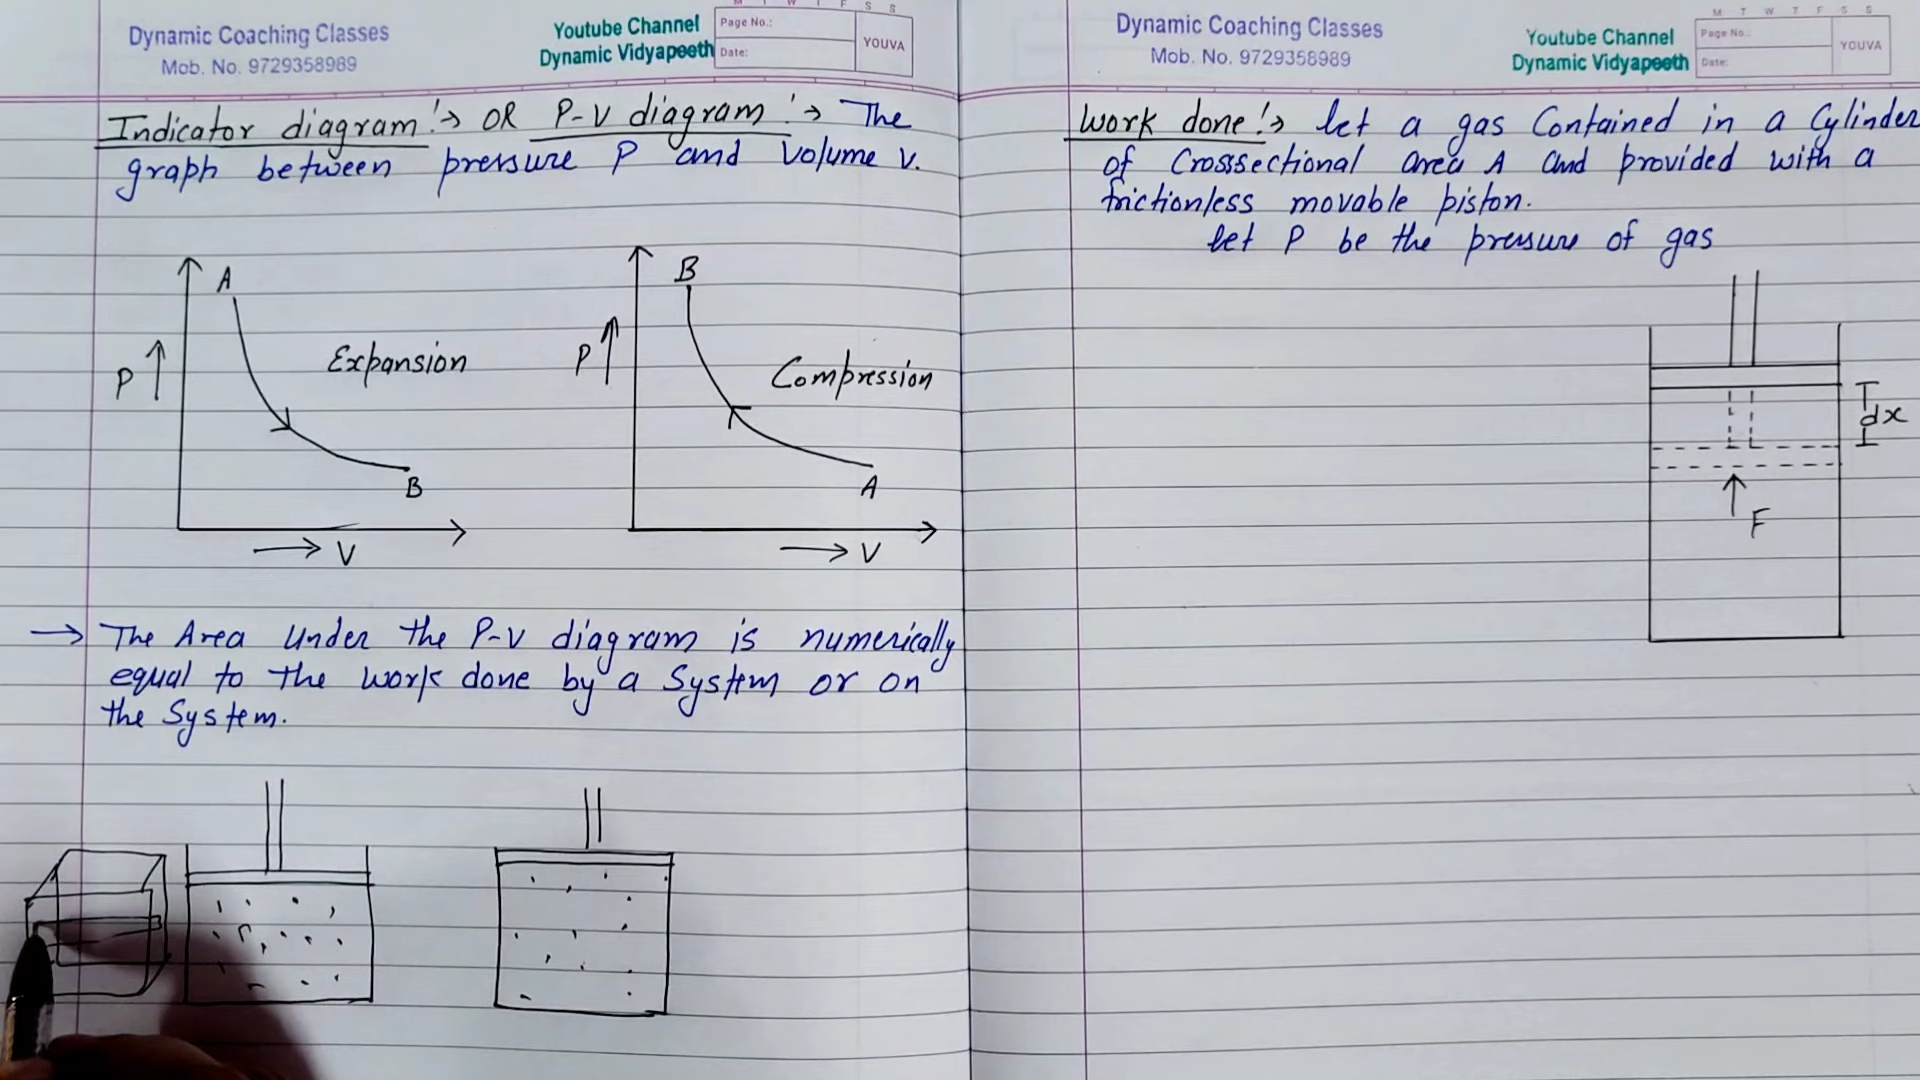 Dynamic Coaching Classes
Mob. No. 9729358989
Youtube Channel
Dynamic Vidyapeeth
M T W T F S S
Page No.:
Date:
YOUVA
Indicator diagram :→ OR P-V diagram :→ The
graph between pressure P and Volume V.
A
P
Expansion
B
V
B
P
Compression
A
V
→ The Area Under the P-V diagram is numerically
equal to the work done by a System or on
the System.
Dynamic Coaching Classes
Mob. No. 9729358989
Youtube Channel
Dynamic Vidyapeeth
M T W T F S S
Page No.:
Date:
YOUVA
Work done :→ let a gas Contained in a Cylinder
of Crosssectional area A and provided with a
frictionless movable piston.
let P be the pressure of gas
dx
F